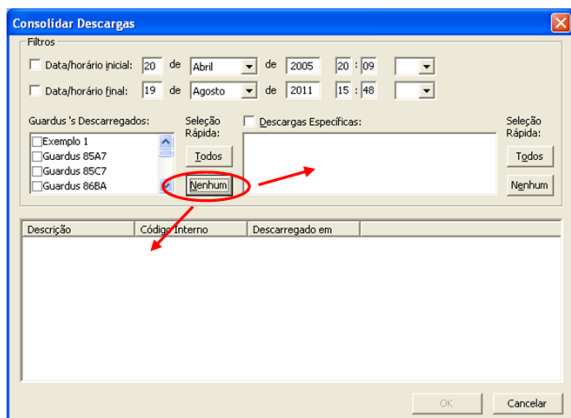 Consolidar Descargas
Filtros
Data/horário inicial: 20 de Abril de 2005 20 : 09
Data/horário final: 19 de Agosto de 2011 15 : 48
Guardus 's Descarregados: Seleção Rápida: Descargas Específicas: Seleção Rápida:
Exemplo 1
Guardus 85A7 Todos Todos
Guardus 85C7
Guardus 86BA Nenhum Nenhum
Descrição Código Interno Descarregado em
OK Cancelar